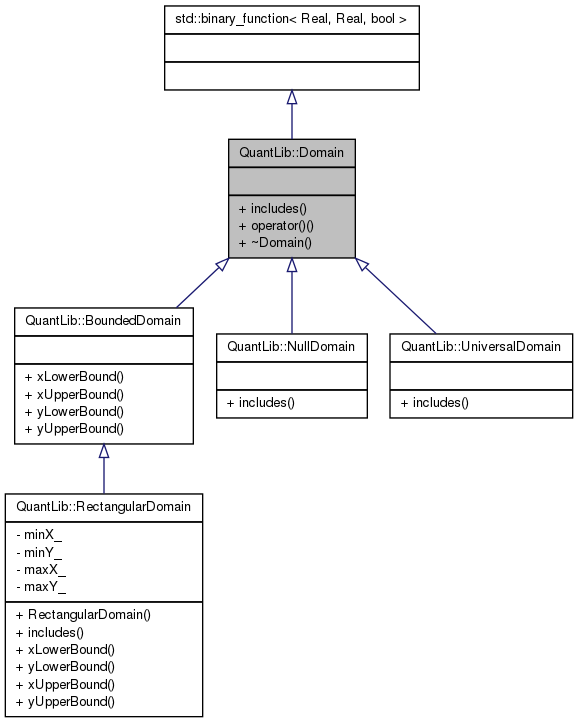 std::binary_function< Real, Real, bool >
QuantLib::Domain
+ includes()
+ operator()()
+ ~Domain()
QuantLib::BoundedDomain
+ xLowerBound()
+ xUpperBound()
+ yLowerBound()
+ yUpperBound()
QuantLib::NullDomain
+ includes()
QuantLib::UniversalDomain
+ includes()
QuantLib::RectangularDomain
- minX_
- minY_
- maxX_
- maxY_
+ RectangularDomain()
+ includes()
+ xLowerBound()
+ yLowerBound()
+ xUpperBound()
+ yUpperBound()